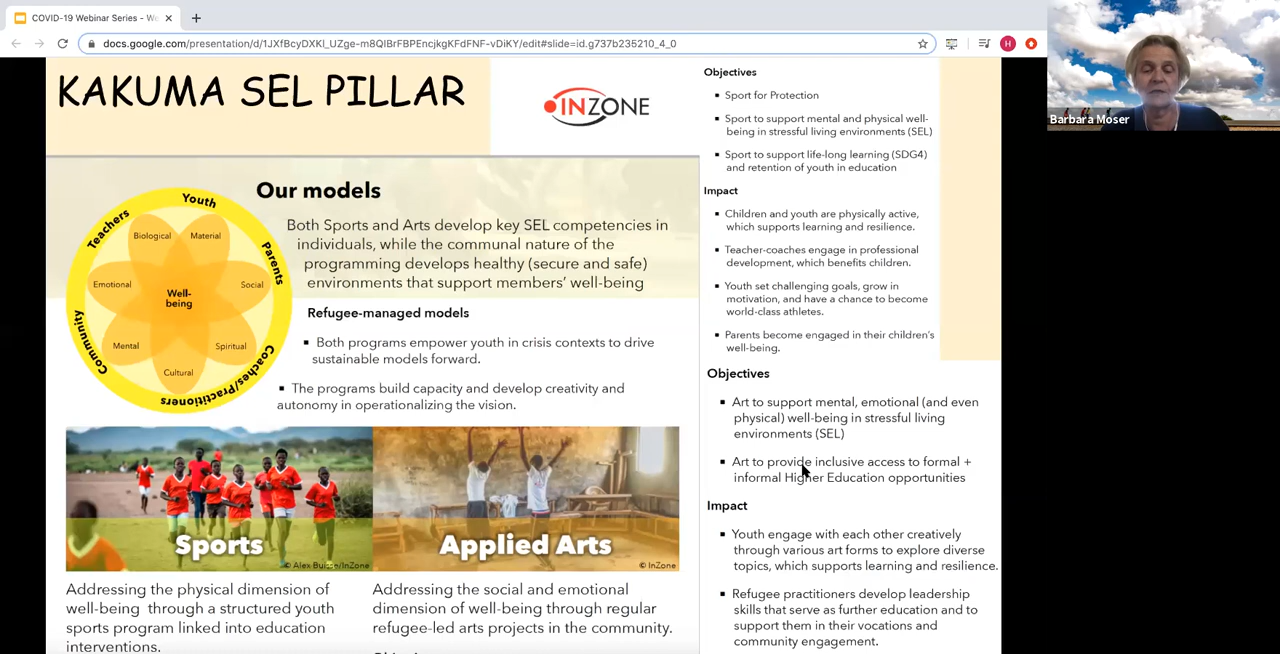 COVID-19 Webinar Series - We
docs.google.com/presentation/d/1JXfBcyDXKl_UZge-m8QIBrFBPEncjkgKFdFNF-vDiKY/edit#slide=id.g737b235210_4_0
H
Barbara Moser
KAKUMA SEL PILLAR
INZONE
Our models
Both Sports and Arts develop key SEL competencies in
individuals, while the communal nature of the
programming develops healthy (secure and safe)
environments that support members' well-being
Youth
Teachers
Parents
Community
Coaches/Practitioners
Biological
Material
Emotional
Social
Well-
being
Mental
Spiritual
Cultural
Refugee-managed models
▪ Both programs empower youth in crisis contexts to drive
sustainable models forward.
▪ The programs build capacity and develop creativity and
autonomy in operationalizing the vision.
Sports
© Alex Buisse/InZone
Applied Arts
© InZone
Addressing the physical dimension of
well-being through a structured youth
sports program linked into education
interventions.
Addressing the social and emotional
dimension of well-being through regular
refugee-led arts projects in the community.
Objectives
▪ Sport for Protection
▪ Sport to support mental and physical well-
being in stressful living environments (SEL)
▪ Sport to support life-long learning (SDG4)
and retention of youth in education
Impact
▪ Children and youth are physically active,
which supports learning and resilience.
▪ Teacher-coaches engage in professional
development, which benefits children.
▪ Youth set challenging goals, grow in
motivation, and have a chance to become
world-class athletes.
▪ Parents become engaged in their children's
well-being.
Objectives
▪ Art to support mental, emotional (and even
physical) well-being in stressful living
environments (SEL)
▪ Art to provide inclusive access to formal +
informal Higher Education opportunities
Impact
▪ Youth engage with each other creatively
through various art forms to explore diverse
topics, which supports learning and resilience.
▪ Refugee practitioners develop leadership
skills that serve as further education and to
support them in their vocations and
community engagement.